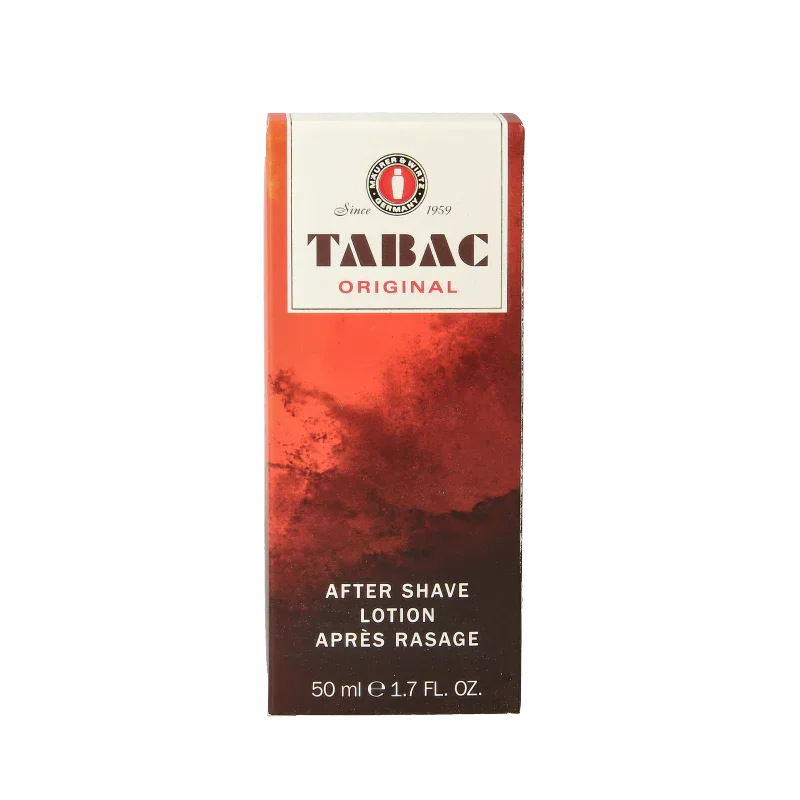 MÄURER & WIRTZ
· GERMANY ·
Since 1959
TABAC
ORIGINAL
AFTER SHAVE
LOTION
APRÈS RASAGE
50 ml ℮ 1.7 FL. OZ.